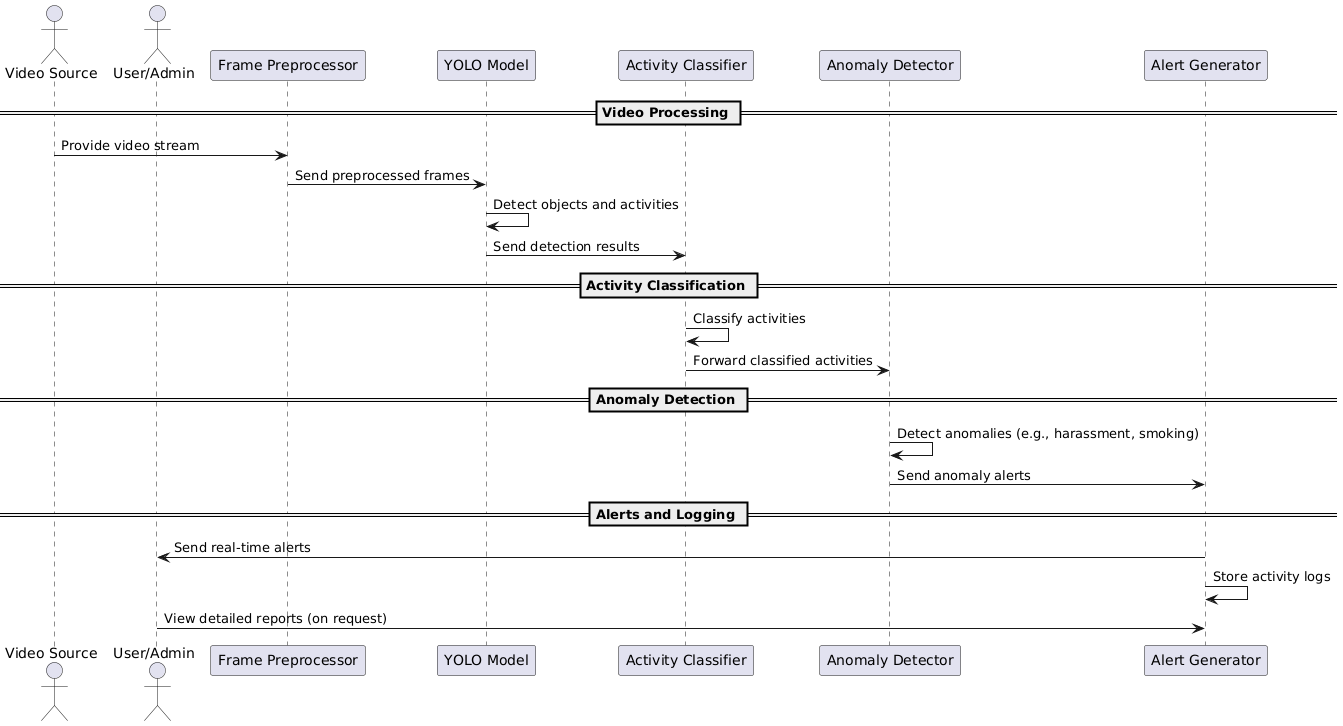 Video Source
User/Admin
Frame Preprocessor
YOLO Model
Activity Classifier
Anomaly Detector
Alert Generator
Video Processing
Provide video stream
Send preprocessed frames
Detect objects and activities
Send detection results
Activity Classification
Classify activities
Forward classified activities
Anomaly Detection
Detect anomalies (e.g., harassment, smoking)
Send anomaly alerts
Alerts and Logging
Send real-time alerts
Store activity logs
View detailed reports (on request)
Video Source
User/Admin
Frame Preprocessor
YOLO Model
Activity Classifier
Anomaly Detector
Alert Generator